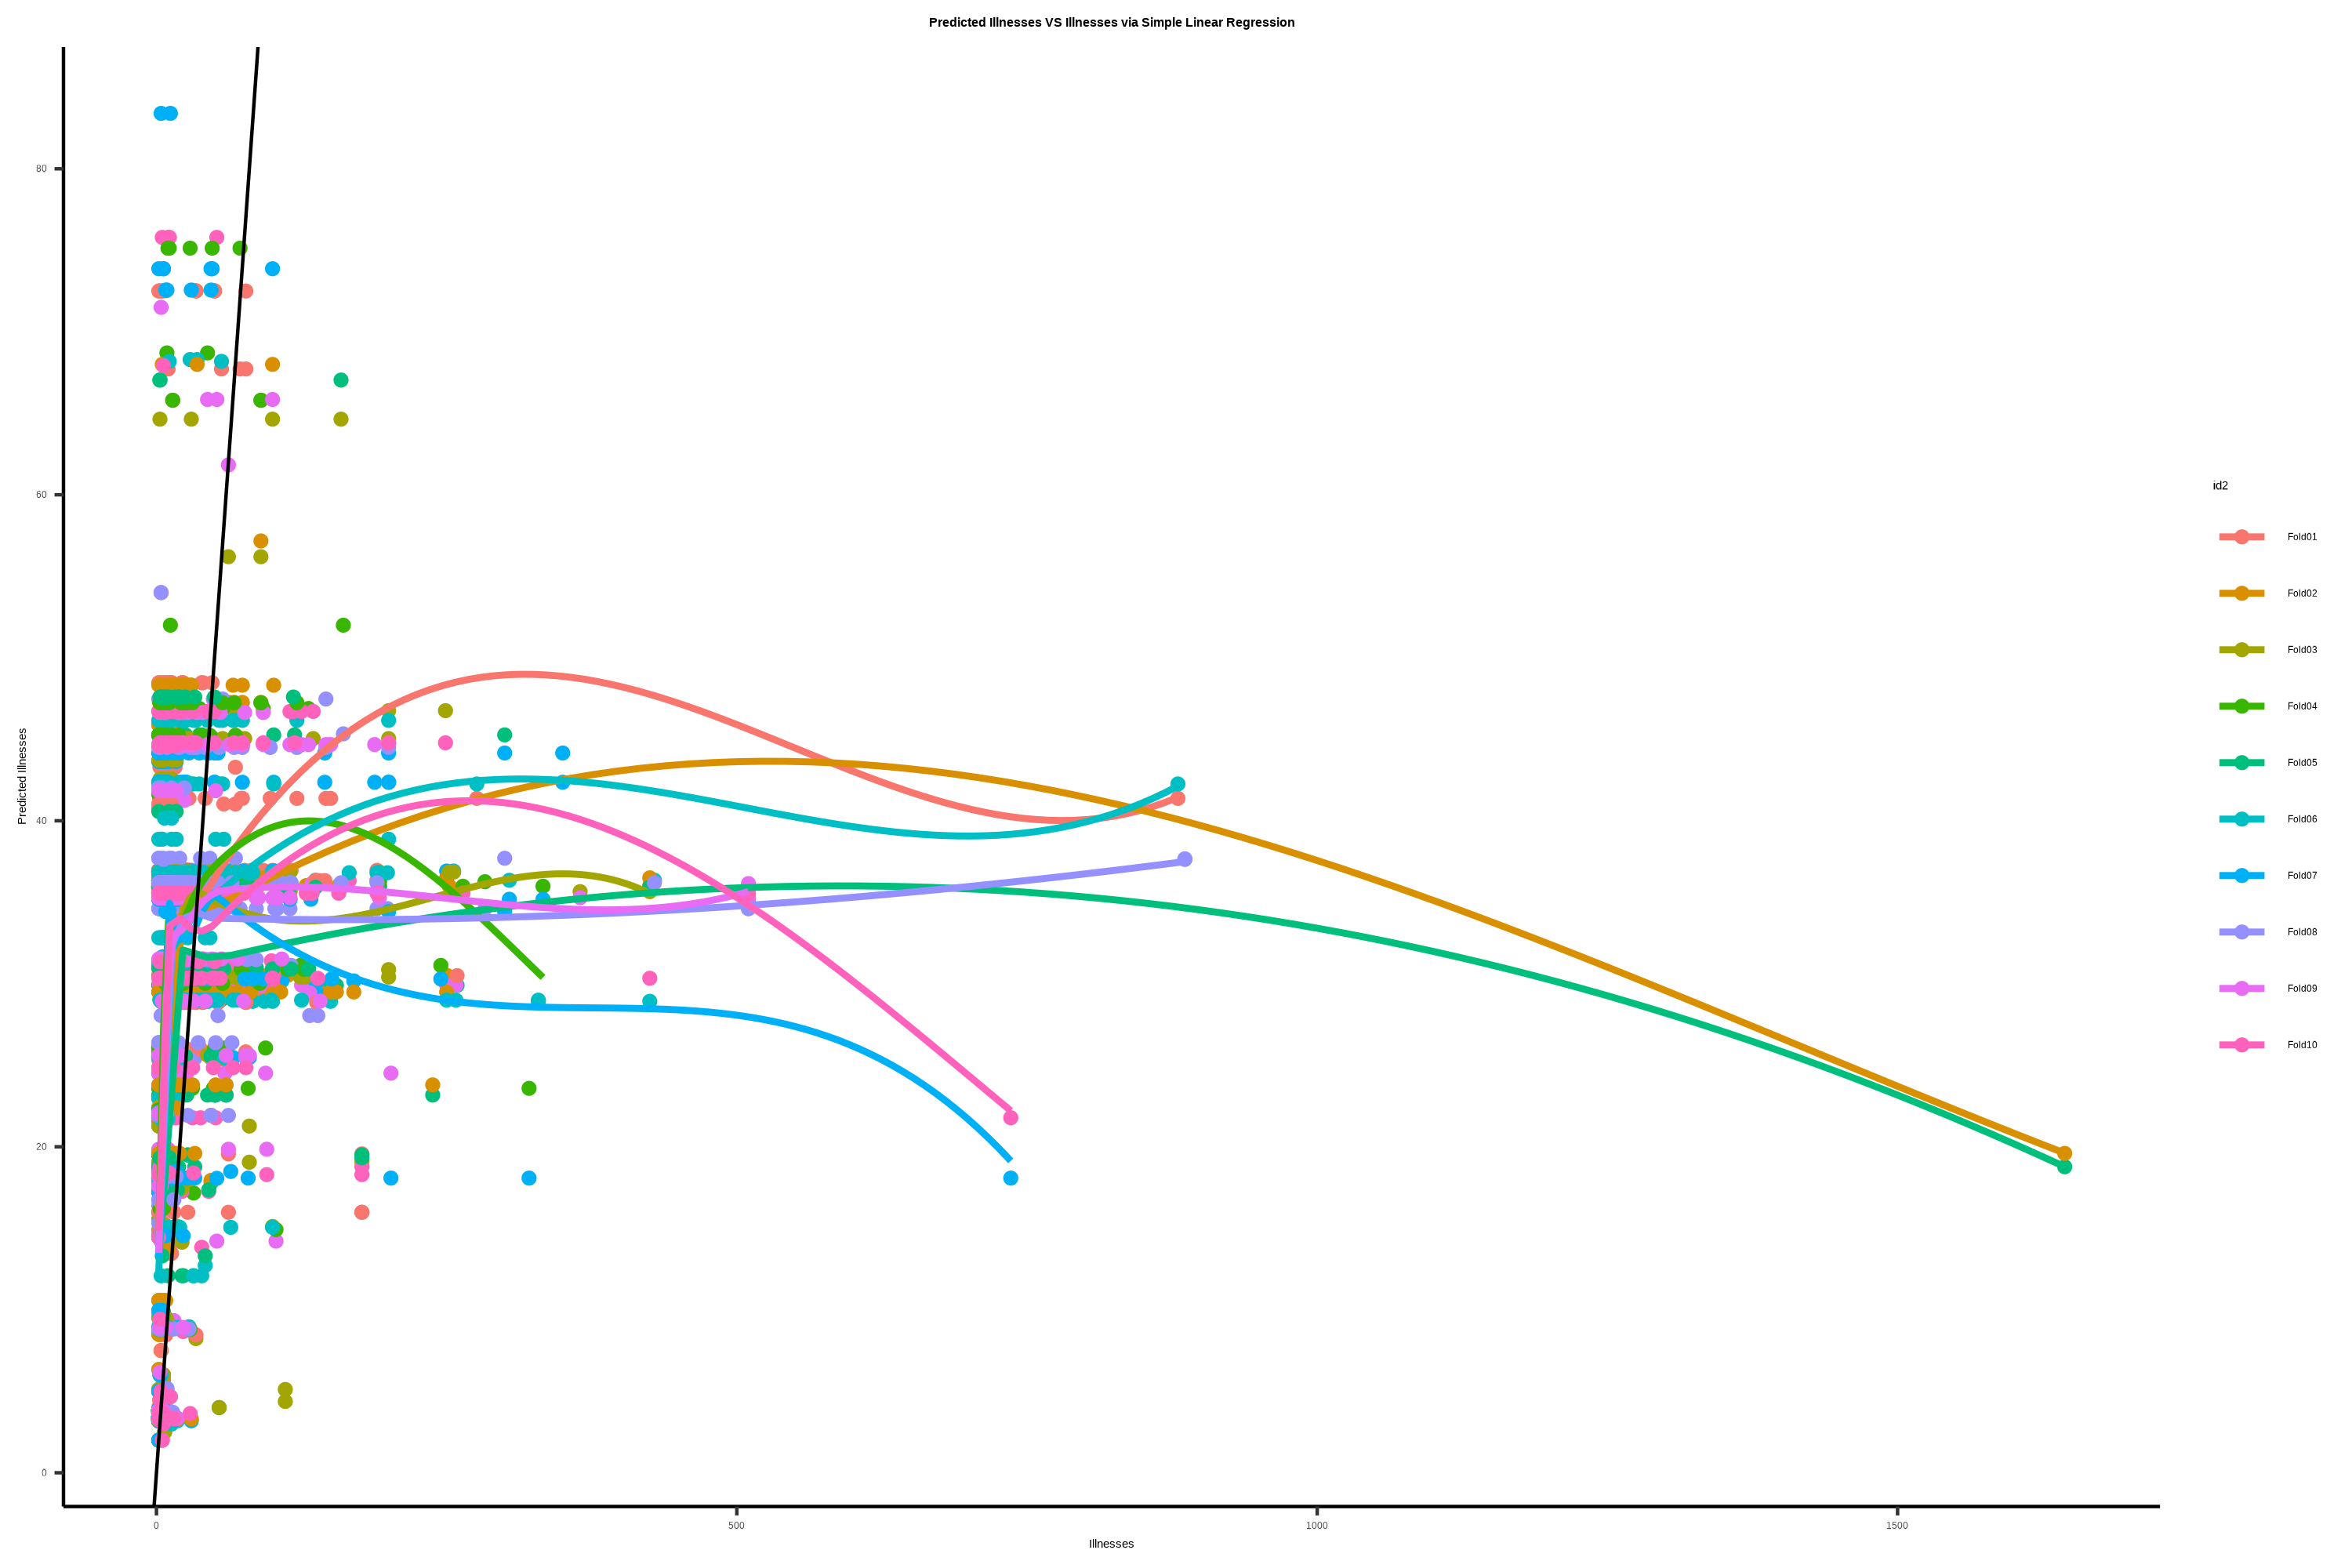 Predicted Illnesses VS Illnesses via Simple Linear Regression
Predicted Illnesses
80
60
40
20
0
0
500
1000
1500
Illnesses
id2
Fold01
Fold02
Fold03
Fold04
Fold05
Fold06
Fold07
Fold08
Fold09
Fold10